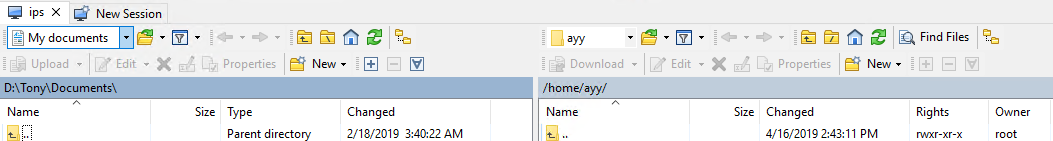 ips New Session
My documents ayy Find Files
Upload Edit Properties New Download Edit Properties New
D:\Tony\Documents\ /home/ayy/
Name Size Type Changed Name Size Changed Rights Owner
.. Parent directory 2/18/2019 3:40:22 AM .. 4/16/2019 2:43:11 PM rwxr-xr-x root